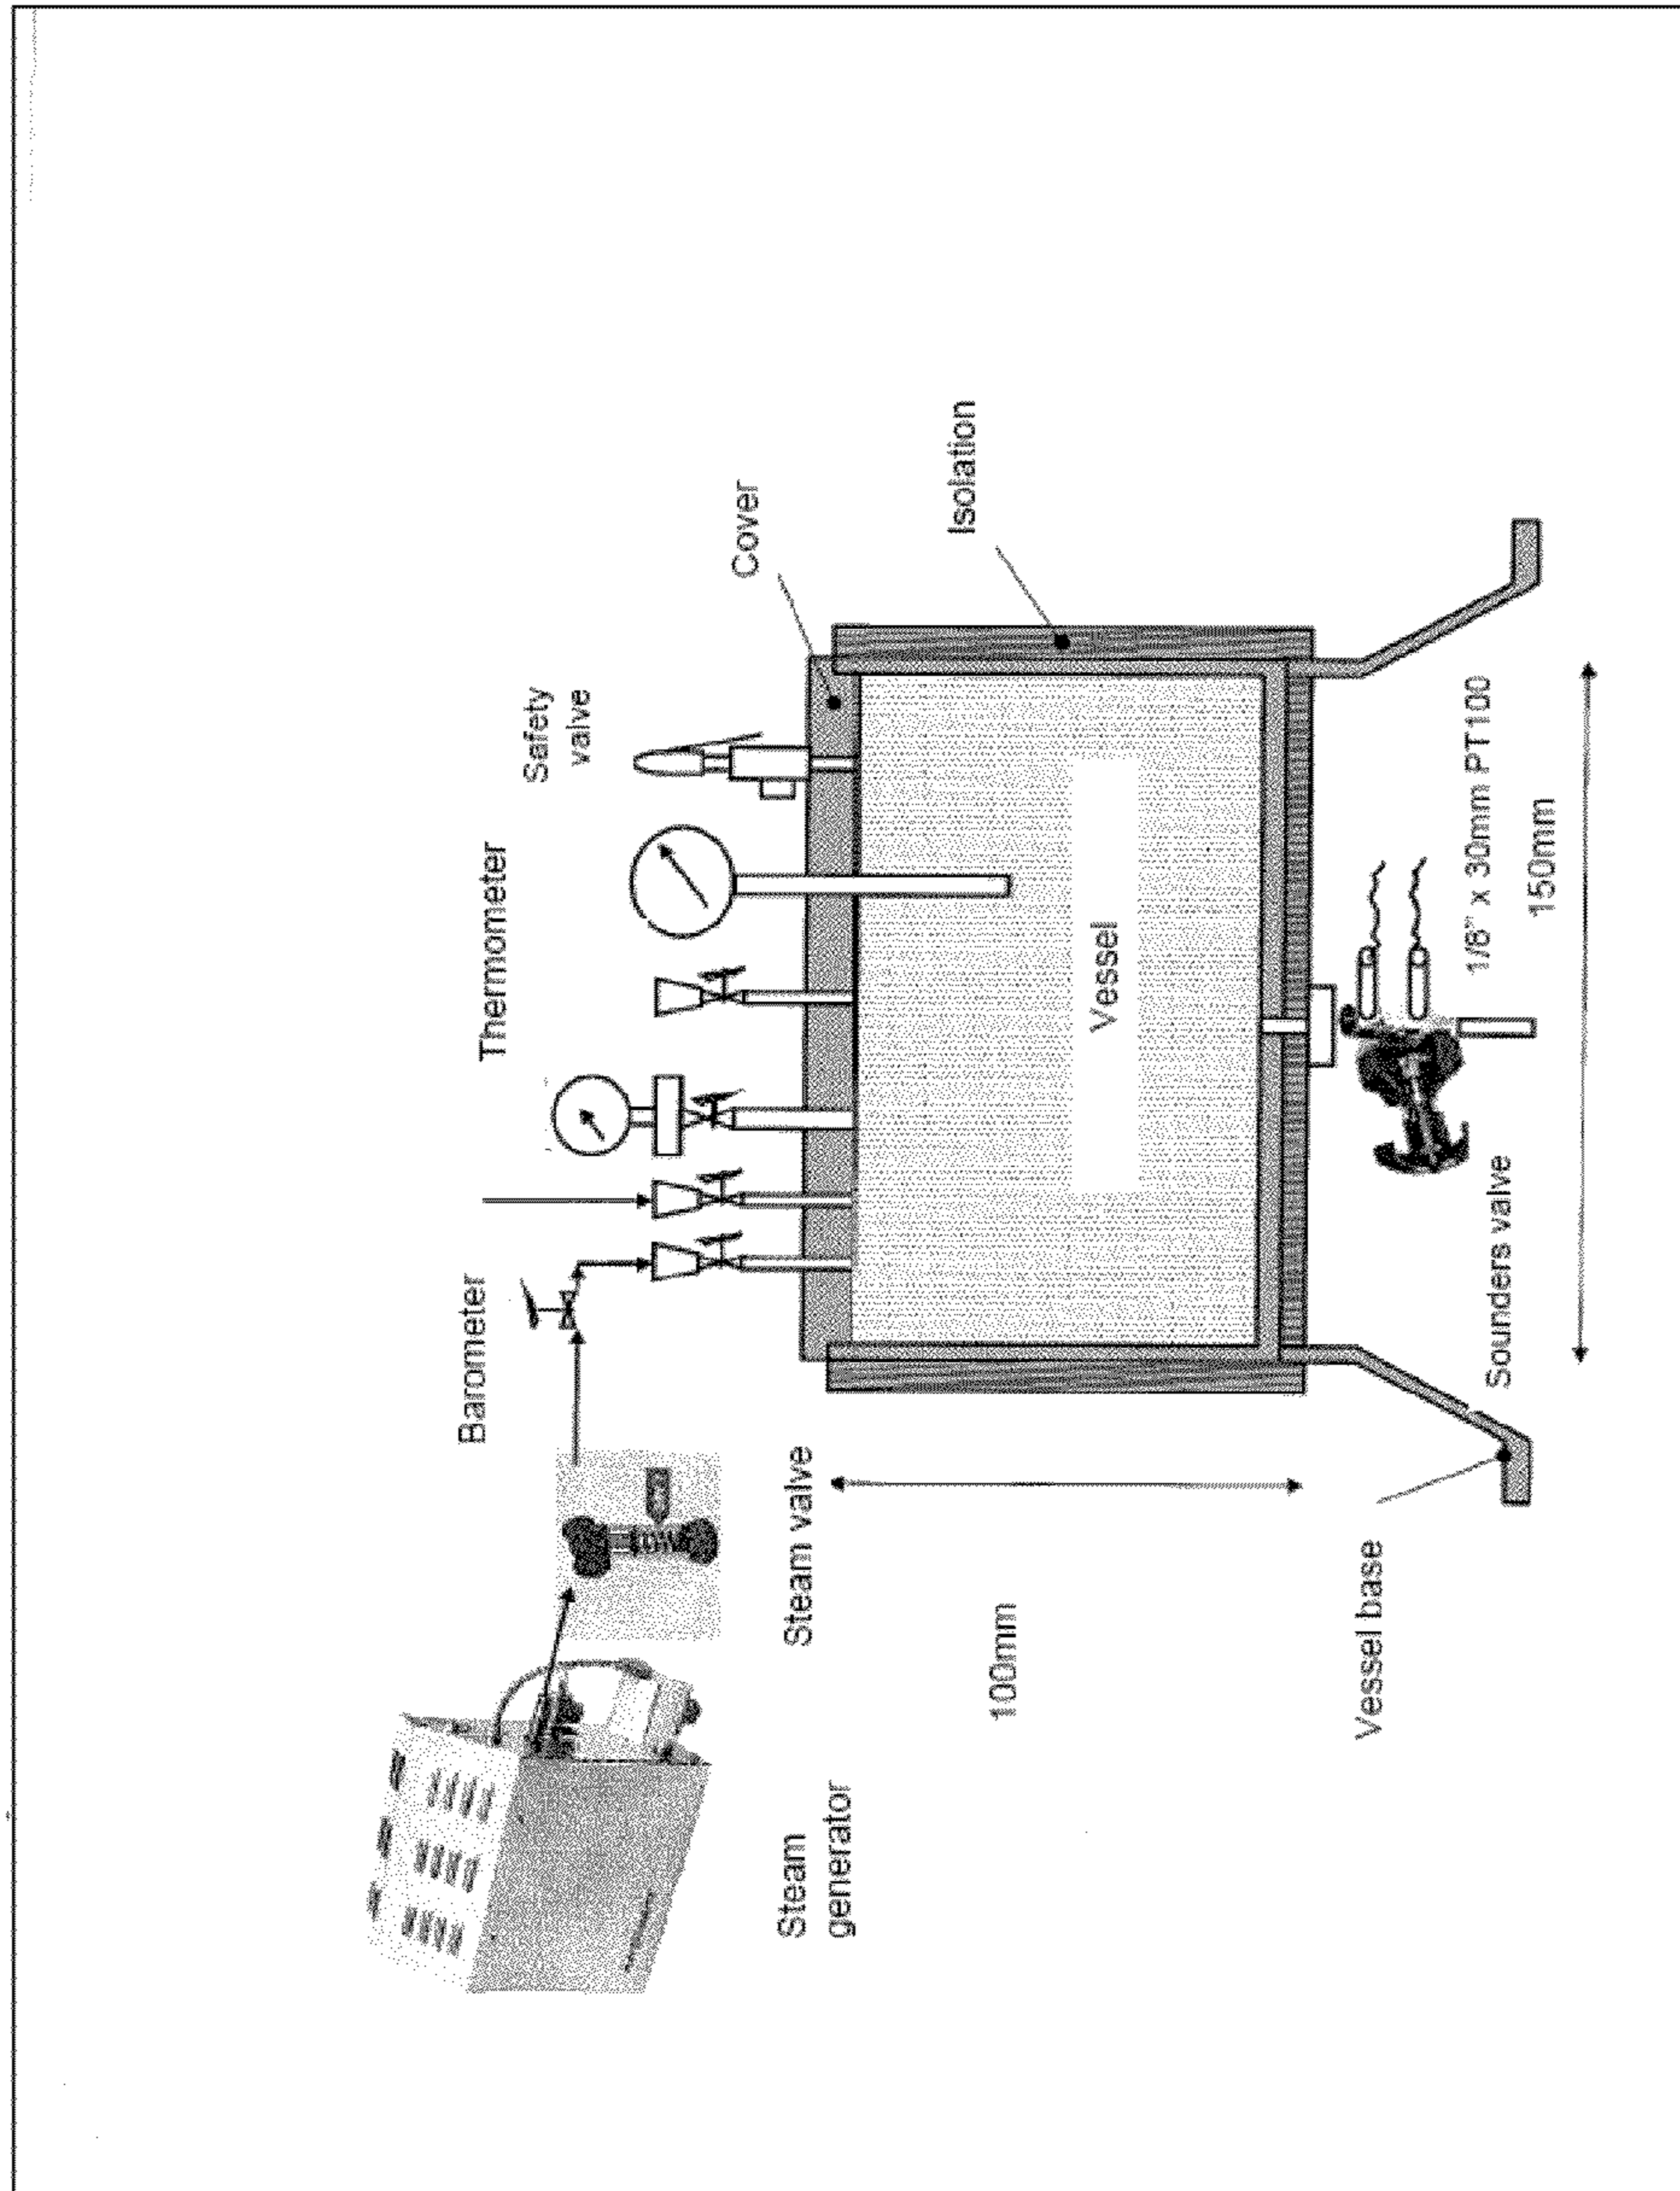 Barometer
Thermometer
Safety
valve
Cover
Steam
generator
Steam valve
Isolation
100mm
Vessel
Vessel base
1/8" x 30mm PT100
Sounders valve
150mm